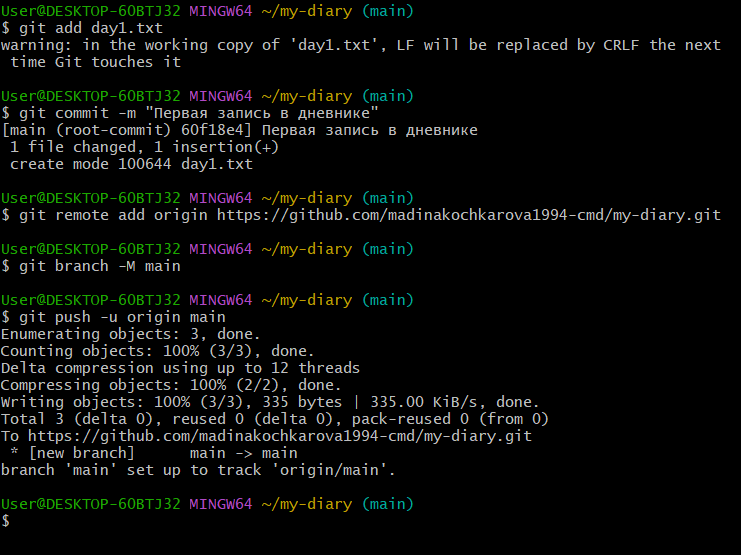 User@DESKTOP-60BTJ32 MINGW64 ~/my-diary (main)
$ git add day1.txt
warning: in the working copy of 'day1.txt', LF will be replaced by CRLF the next
 time Git touches it
User@DESKTOP-60BTJ32 MINGW64 ~/my-diary (main)
$ git commit -m "Первая запись в дневнике"
[main (root-commit) 60f18e4] Первая запись в дневнике
 1 file changed, 1 insertion(+)
 create mode 100644 day1.txt
User@DESKTOP-60BTJ32 MINGW64 ~/my-diary (main)
$ git remote add origin https://github.com/madinakochkarova1994-cmd/my-diary.git
User@DESKTOP-60BTJ32 MINGW64 ~/my-diary (main)
$ git branch -M main
User@DESKTOP-60BTJ32 MINGW64 ~/my-diary (main)
$ git push -u origin main
Enumerating objects: 3, done.
Counting objects: 100% (3/3), done.
Delta compression using up to 12 threads
Compressing objects: 100% (2/2), done.
Writing objects: 100% (3/3), 335 bytes | 335.00 KiB/s, done.
Total 3 (delta 0), reused 0 (delta 0), pack-reused 0 (from 0)
To https://github.com/madinakochkarova1994-cmd/my-diary.git
 * [new branch]      main -> main
branch 'main' set up to track 'origin/main'.
User@DESKTOP-60BTJ32 MINGW64 ~/my-diary (main)
$